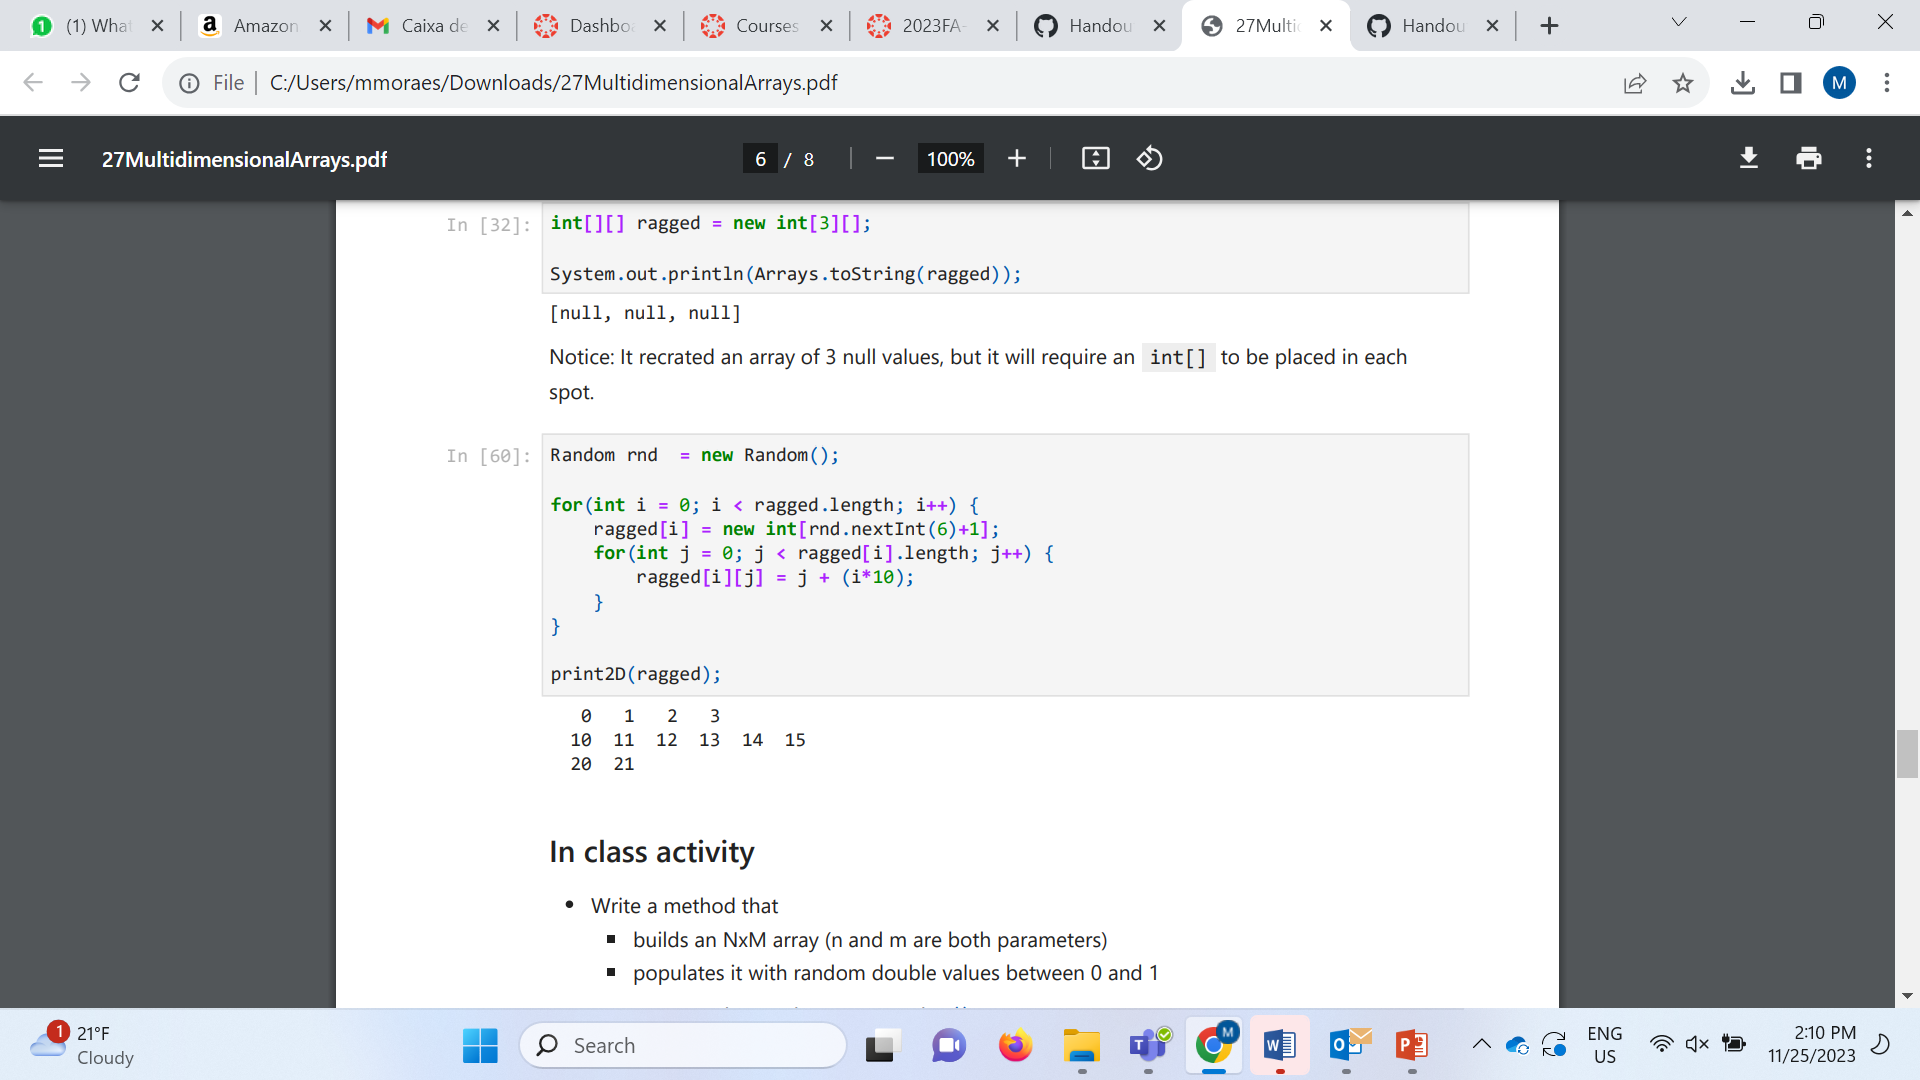 (1) What
Amazon
Caixa de
Dashboa
Courses
2023FA-
Handou
27Multi
Handou
File
C:/Users/mmoraes/Downloads/27MultidimensionalArrays.pdf
M
27MultidimensionalArrays.pdf
6 / 8
100%
In [32]:
int[][] ragged = new int[3][];
System.out.println(Arrays.toString(ragged));
[null, null, null]
Notice: It recrated an array of 3 null values, but it will require an int[] to be placed in each
spot.
In [60]:
Random rnd  = new Random();
for(int i = 0; i < ragged.length; i++) {
    ragged[i] = new int[rnd.nextInt(6)+1];
    for(int j = 0; j < ragged[i].length; j++) {
        ragged[i][j] = j + (i*10);
    }
}
print2D(ragged);
0 1 2 3
10 11 12 13 14 15
20 21
In class activity
• Write a method that
▪ builds an NxM array (n and m are both parameters)
▪ populates it with random double values between 0 and 1
1
21°F
Cloudy
Search
M
ENG
US
2:10 PM
11/25/2023